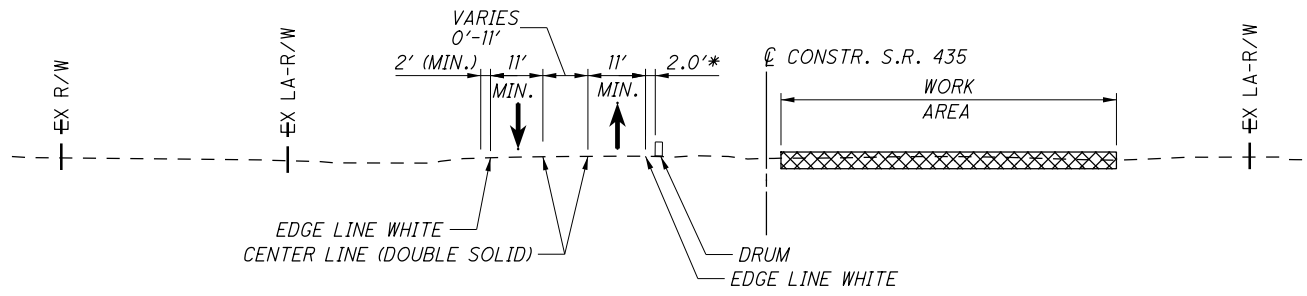 VARIES
0'-11'
2' (MIN.)
11'
11'
2.0'*
MIN.
MIN.
℄ CONSTR. S.R. 435
WORK
AREA
EX R/W
EX LA-R/W
EX LA-R/W
EDGE LINE WHITE
CENTER LINE (DOUBLE SOLID)
DRUM
EDGE LINE WHITE